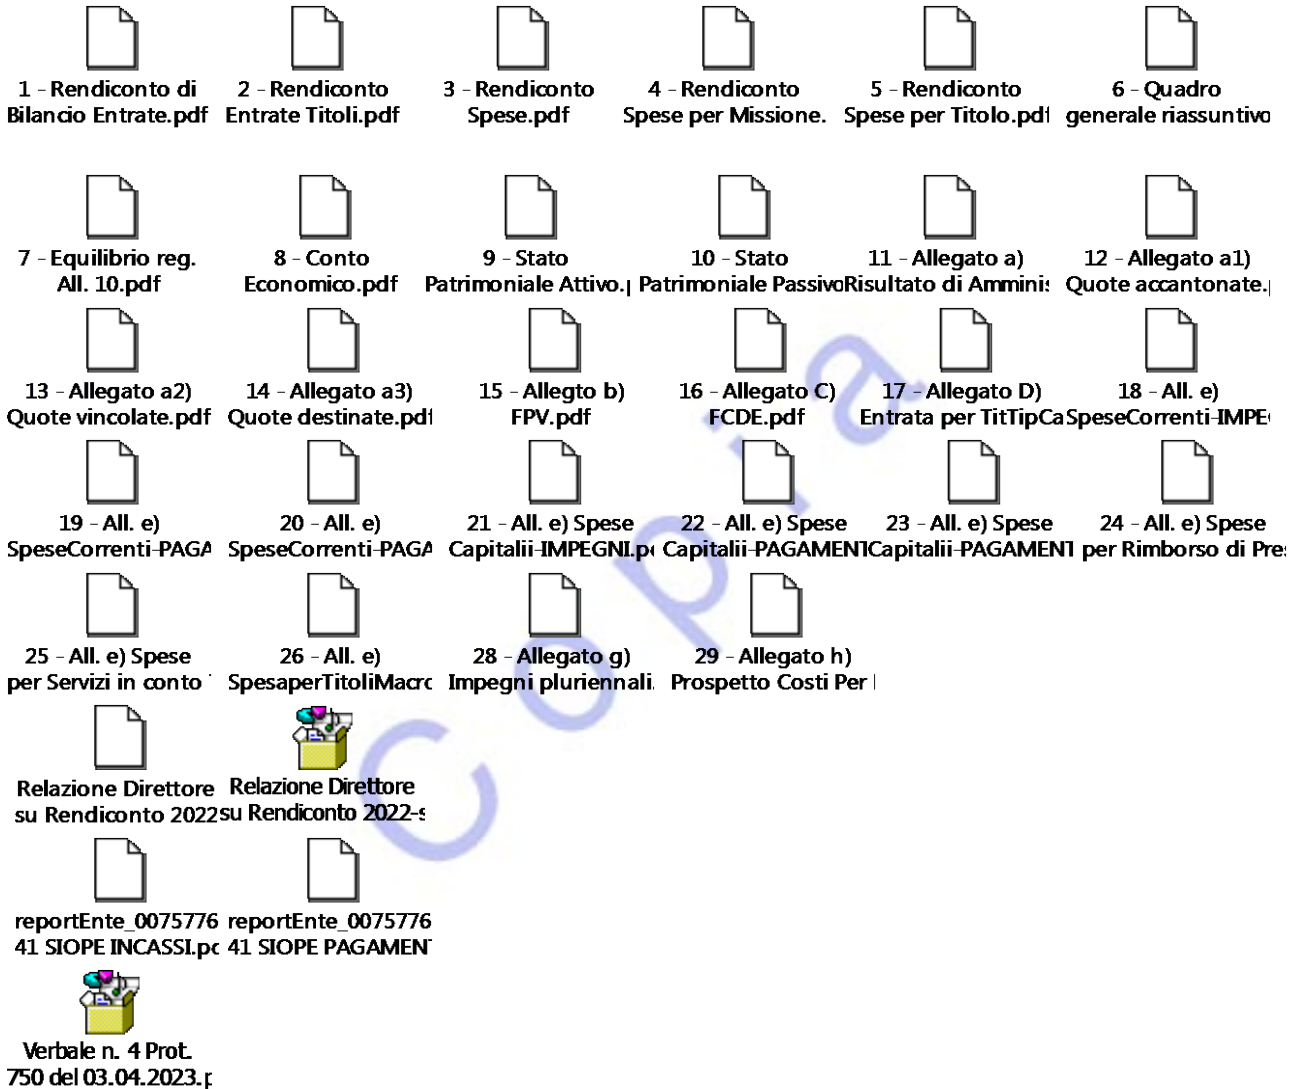 1 - Rendiconto di
Bilancio Entrate.pdf
2 - Rendiconto
Entrate Titoli.pdf
3 - Rendiconto
Spese.pdf
4 - Rendiconto
Spese per Missione.
5 - Rendiconto
Spese per Titolo.pdf
6 - Quadro
generale riassuntivo
7 - Equilibrio reg.
All. 10.pdf
8 - Conto
Economico.pdf
9 - Stato
Patrimoniale Attivo.p
10 - Stato
Patrimoniale Passivo
11 - Allegato a)
Risultato di Amminis
12 - Allegato a1)
Quote accantonate.p
13 - Allegato a2)
Quote vincolate.pdf
14 - Allegato a3)
Quote destinate.pdf
15 - Allegto b)
FPV.pdf
16 - Allegato C)
FCDE.pdf
17 - Allegato D)
Entrata per TitTipCa
18 - All. e)
SpeseCorrenti-IMPEG
19 - All. e)
SpeseCorrenti-PAGA
20 - All. e)
SpeseCorrenti-PAGA
21 - All. e) Spese
Capitalii-IMPEGNI.pd
22 - All. e) Spese
Capitalii-PAGAMENT
23 - All. e) Spese
Capitalii-PAGAMENT
24 - All. e) Spese
per Rimborso di Pres
25 - All. e) Spese
per Servizi in conto
26 - All. e)
SpesaperTitoliMacro
28 - Allegato g)
Impegni pluriennali.
29 - Allegato h)
Prospetto Costi Per
Relazione Direttore
su Rendiconto 2022
Relazione Direttore
su Rendiconto 2022-s
reportEnte_0075776
41 SIOPE INCASSI.pd
reportEnte_0075776
41 SIOPE PAGAMENT
Verbale n. 4 Prot.
750 del 03.04.2023.p
Copia